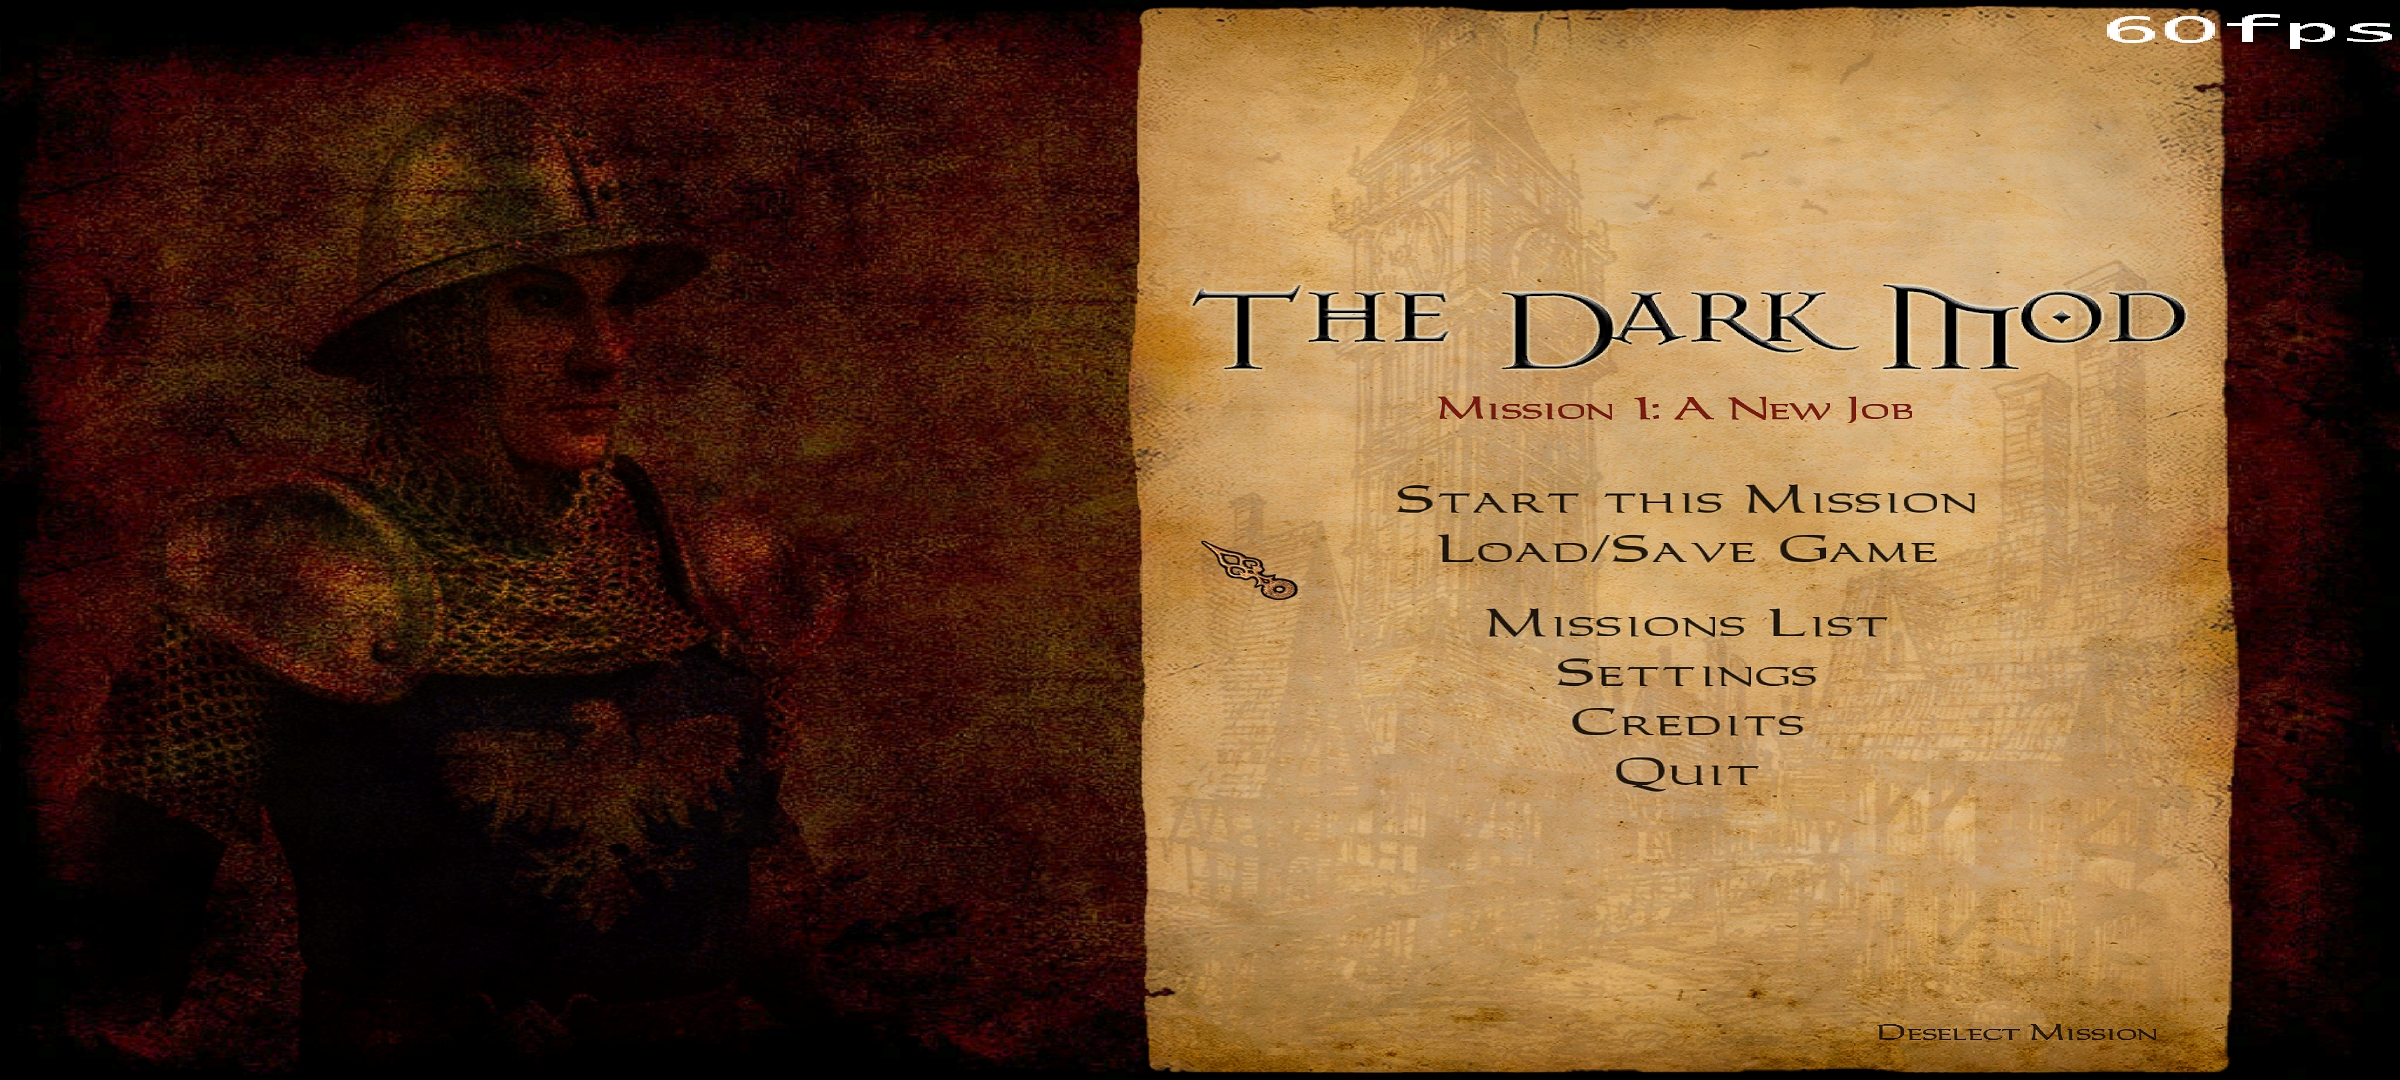 60fps
The Dark Mod
Mission 1: A New Job
Start this Mission
Load/Save Game
Missions List
Settings
Credits
Quit
Deselect Mission